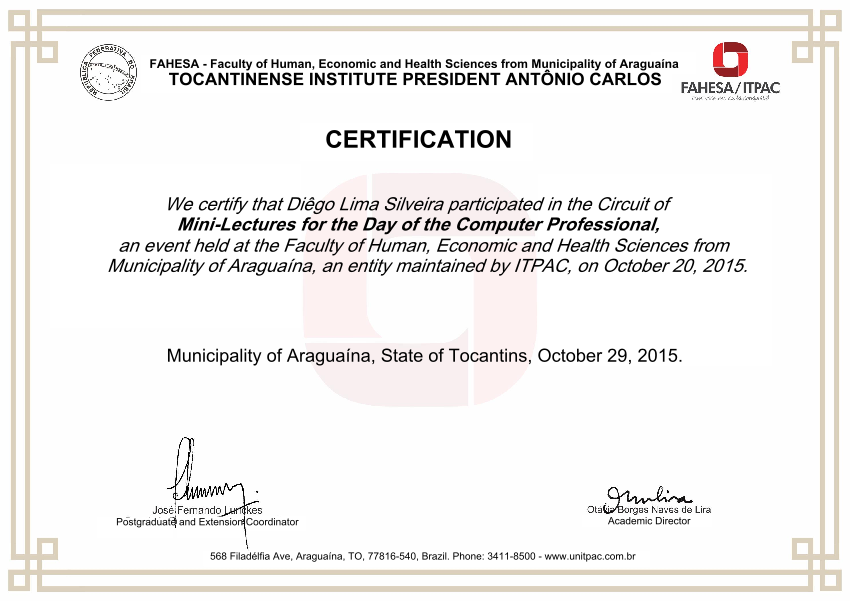 REPUBLICA FEDERATIVA DO BRASIL
FAHESA - Faculty of Human, Economic and Health Sciences from Municipality of Araguaína
TOCANTINENSE INSTITUTE PRESIDENT ANTÔNIO CARLOS
FAHESA/ITPAC
CERTIFICATION
We certify that Diêgo Lima Silveira participated in the Circuit of
Mini-Lectures for the Day of the Computer Professional,
an event held at the Faculty of Human, Economic and Health Sciences from
Municipality of Araguaína, an entity maintained by ITPAC, on October 20, 2015.
Municipality of Araguaína, State of Tocantins, October 29, 2015.
José Fernando
Postgraduate and Extension Coordinator
Borges Naves de Lira
Academic Director
568 Filadélfia Ave, Araguaína, TO, 77816-540, Brazil. Phone: 3411-8500 - www.unitpac.com.br